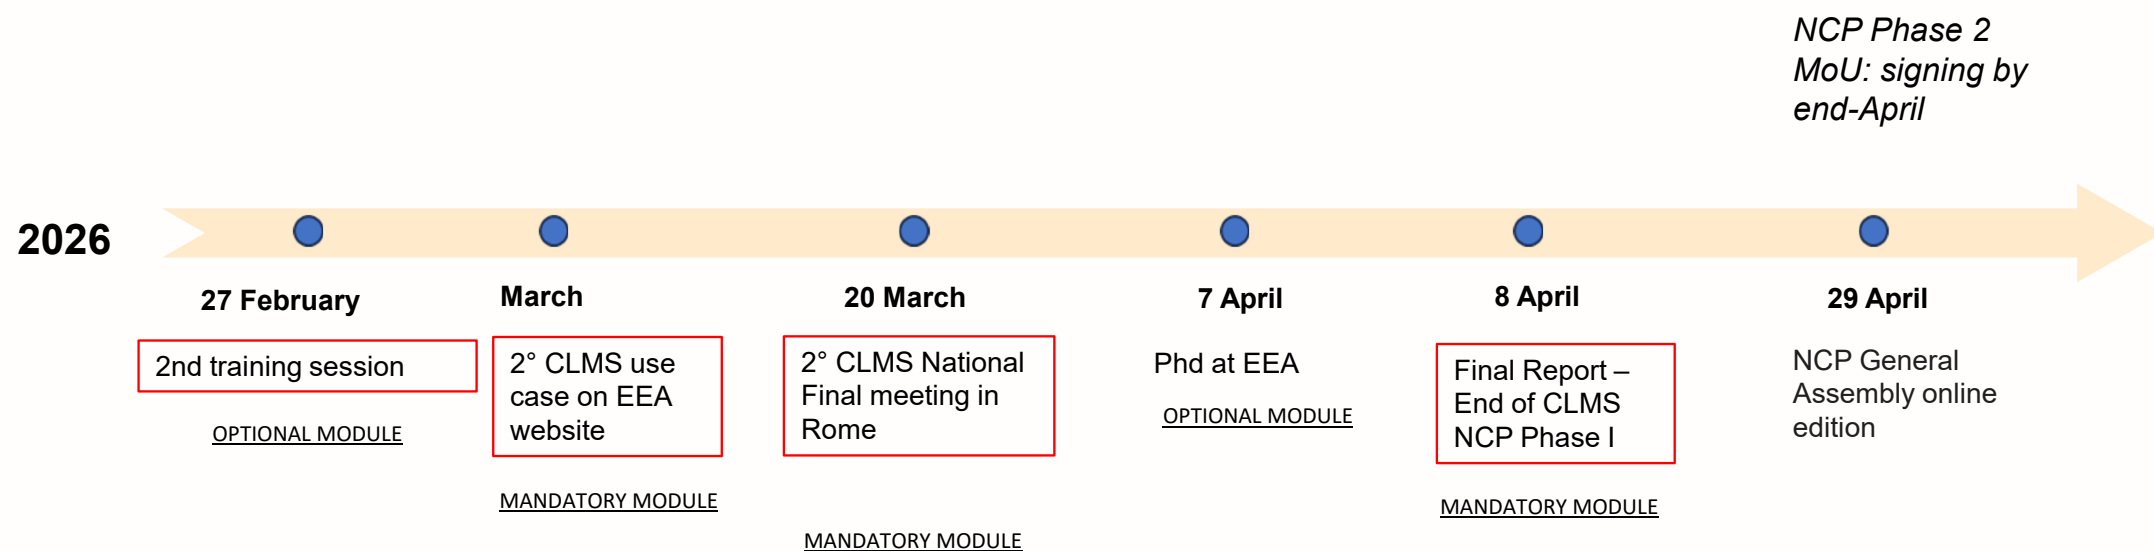 NCP Phase 2
MoU: signing by
end-April
2026
27 February
2nd training session
OPTIONAL MODULE
March
2° CLMS use
case on EEA
website
MANDATORY MODULE
20 March
2° CLMS National
Final meeting in
Rome
MANDATORY MODULE
7 April
Phd at EEA
OPTIONAL MODULE
8 April
Final Report –
End of CLMS
NCP Phase I
MANDATORY MODULE
29 April
NCP General
Assembly online
edition